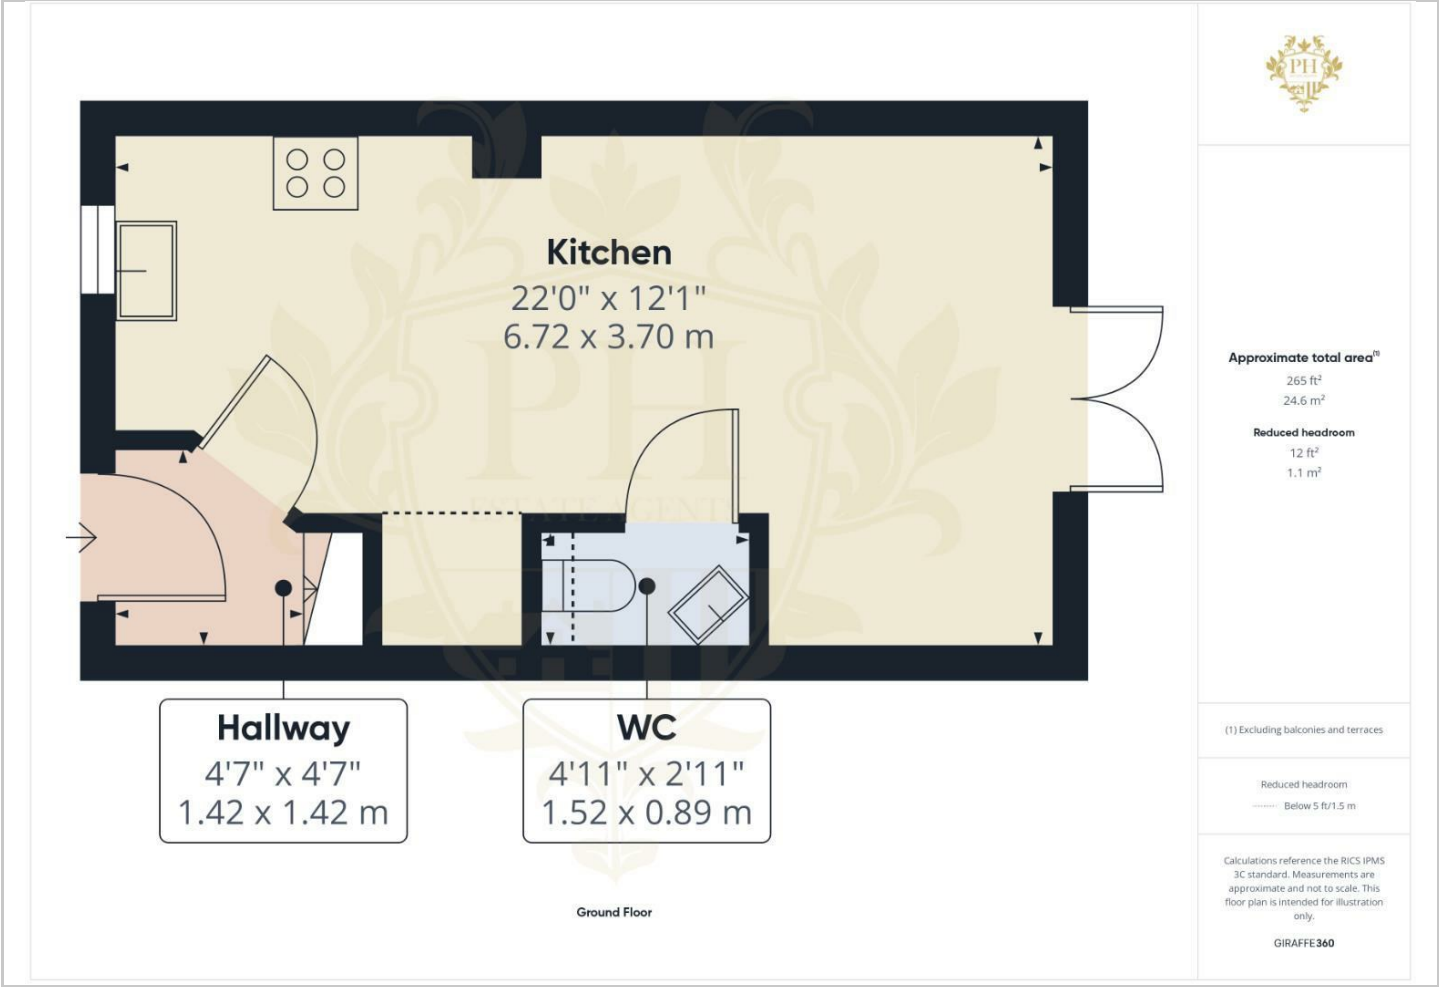 Kitchen
22'0" x 12'1"
6.72 x 3.70 m
PH
ESTATE AGENTS
Hallway
4'7" x 4'7"
1.42 x 1.42 m
WC
4'11" x 2'11"
1.52 x 0.89 m
Ground Floor
PH
Approximate total area(1)
265 ft²
24.6 m²
Reduced headroom
12 ft²
1.1 m²
(1) Excluding balconies and terraces
Reduced headroom
Below 5 ft/1.5 m
Calculations reference the RICS IPMS
3C standard. Measurements are
approximate and not to scale. This
floor plan is intended for illustration
only.
GIRAFFE360